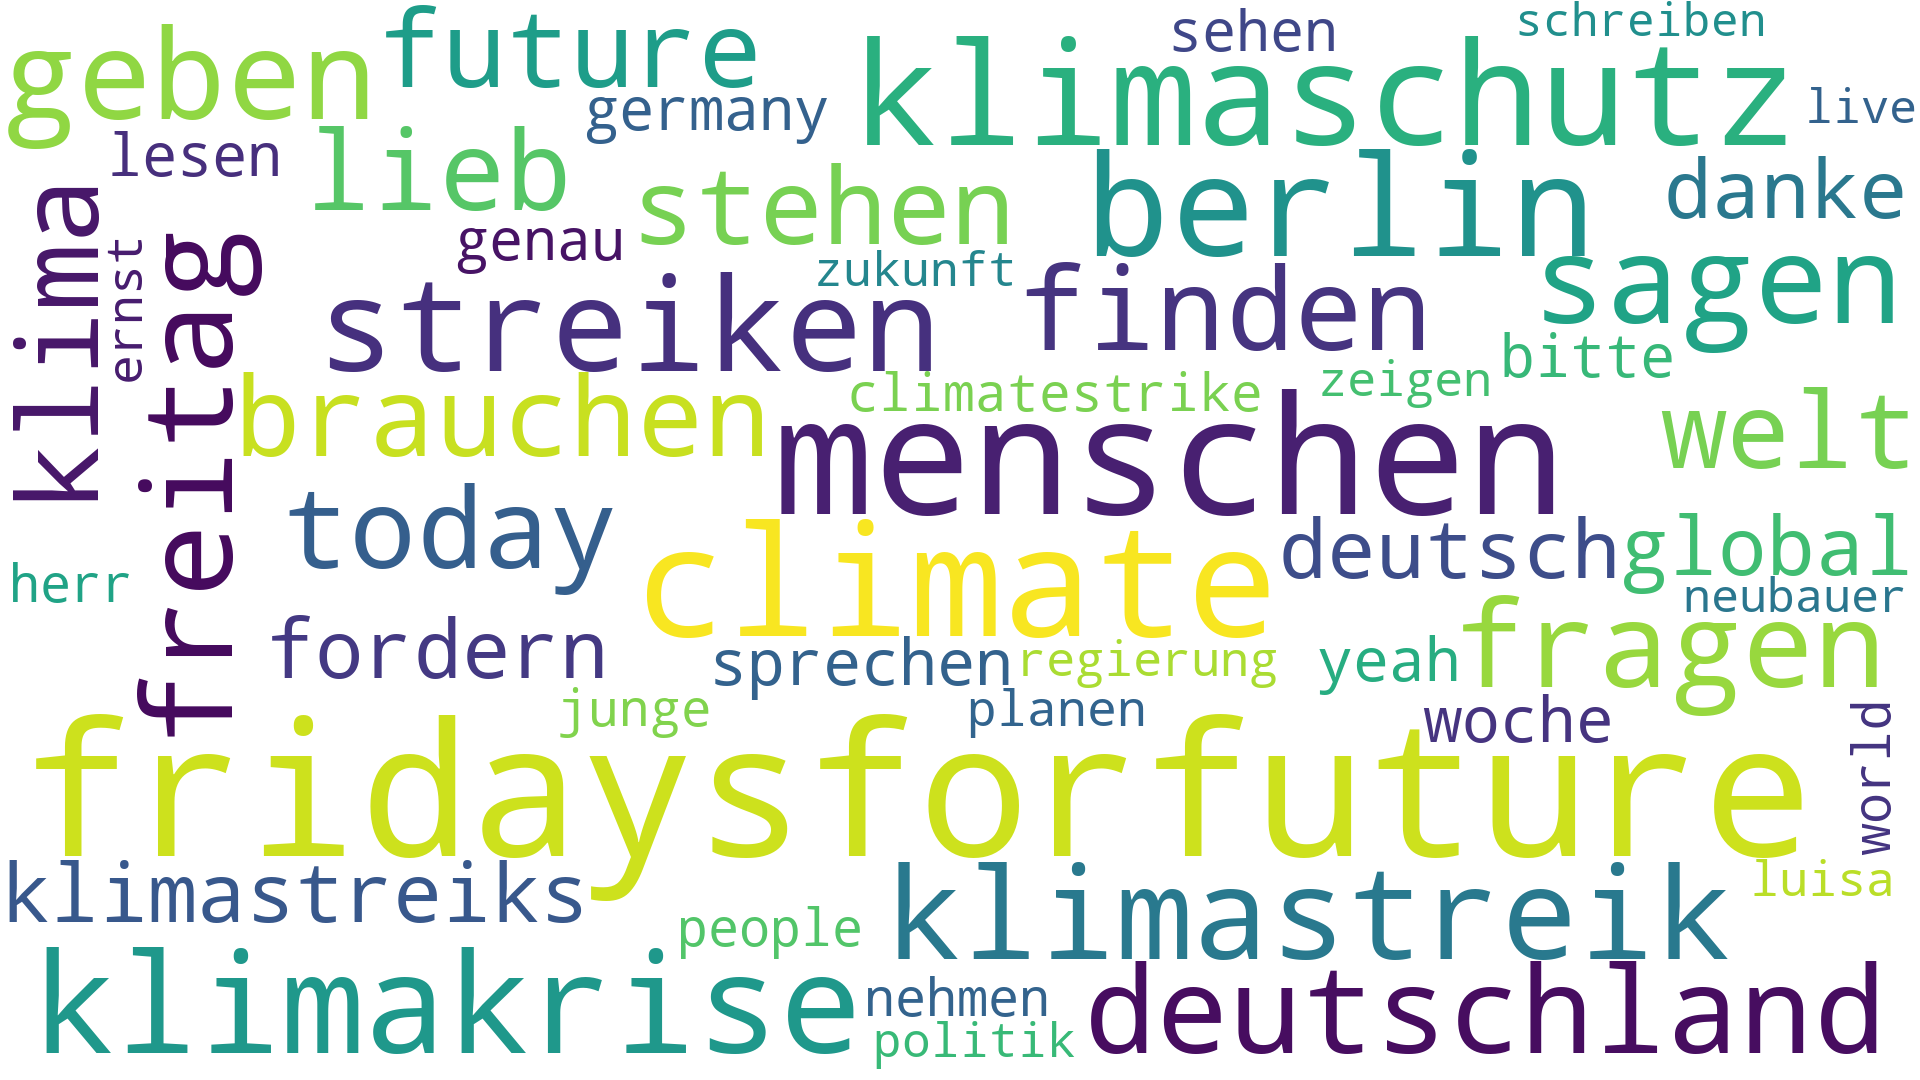 geben
future
klimaschutz
sehen
schreiben
germany
live
lesen
lieb
stehen
berlin
danke
klima
ernst
freitag
genau
zukunft
sagen
streiken
finden
bitte
brauchen
climatestrike
zeigen
menschen
welt
today
climate
deutsch
global
herr
neubauer
fordern
sprechen
regierung
yeah
fragen
junge
planen
woche
world
fridaysforfuture
klimastreiks
people
klimastreik
luisa
klimakrise
nehmen
politik
deutschland